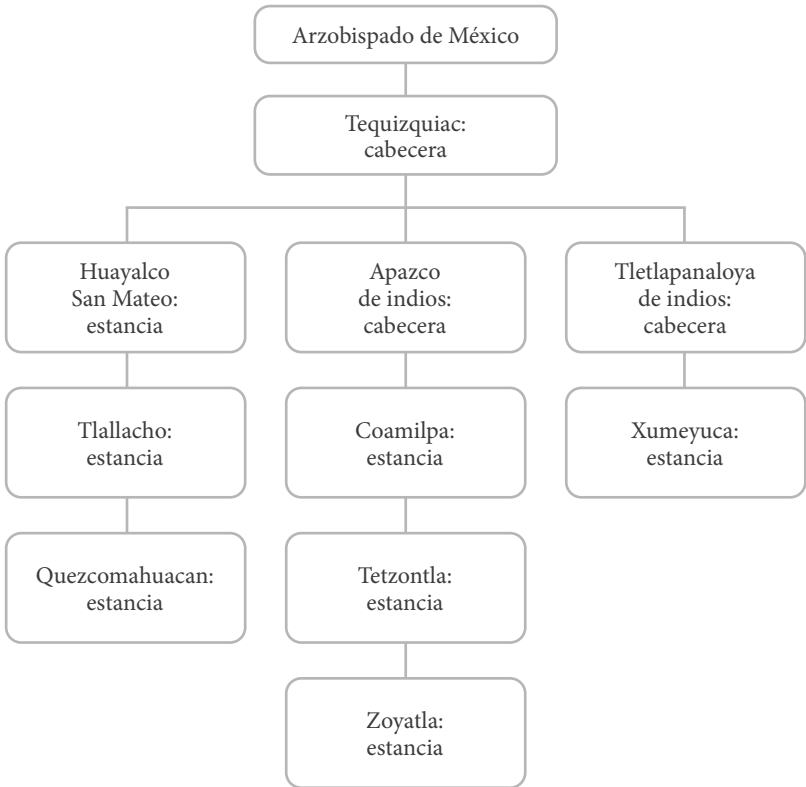 Arzobispado de México
Tequizquiac:
cabecera
Huayalco
San Mateo:
estancia
Apazco
de indios:
cabecera
Tletlapanaloya
de indios:
cabecera
Tlallacho:
estancia
Coamilpa:
estancia
Xumeyuca:
estancia
Quezcomahuacan:
estancia
Tetzontla:
estancia
Zoyatla:
estancia